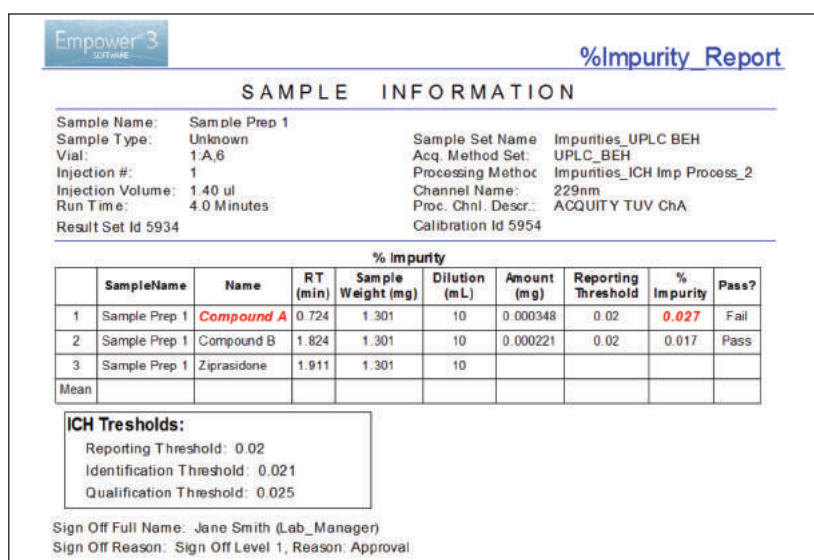 Empower™ 3
SOFTWARE
%Impurity_Report
SAMPLE INFORMATION
Sample Name: Sample Prep 1
Sample Type: Unknown
Vial: 1:A,6
Injection #: 1
Injection Volume: 1.40 ul
Run Time: 4.0 Minutes
Result Set Id 5934
Sample Set Name Impurities_UPLC BEH
Acq. Method Set: UPLC_BEH
Processing Method Impurities_ICH Imp Process_2
Channel Name: 229nm
Proc. Chnl. Descr.: ACQUITY TUV ChA
Calibration Id 5954
% Impurity
SampleName Name RT (min) Sample Weight (mg) Dilution (mL) Amount (mg) Reporting Threshold % Impurity Pass?
1 Sample Prep 1 Compound A 0.724 1.301 10 0.000348 0.02 0.027 Fail
2 Sample Prep 1 Compound B 1.824 1.301 10 0.000221 0.02 0.017 Pass
3 Sample Prep 1 Ziprasidone 1.911 1.301 10
Mean
ICH Tresholds:
Reporting Threshold: 0.02
Identification Threshold: 0.021
Qualification Threshold: 0.025
Sign Off Full Name: Jane Smith (Lab_Manager)
Sign Off Reason: Sign Off Level 1, Reason: Approval